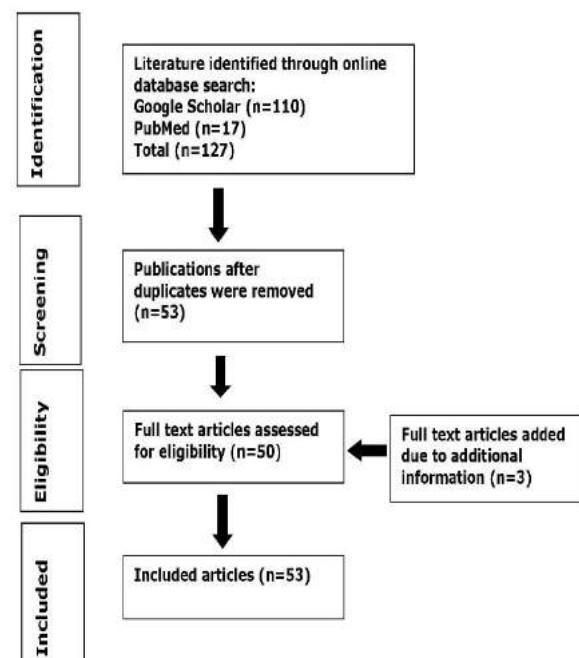 Identification
Literature identified through online
database search:
Google Scholar (n=110)
PubMed (n=17)
Total (n=127)
Screening
Publications after
duplicates were removed
(n=53)
Eligibility
Full text articles assessed
for eligibility (n=50)
Full text articles added
due to additional
information (n=3)
Included
Included articles (n=53)